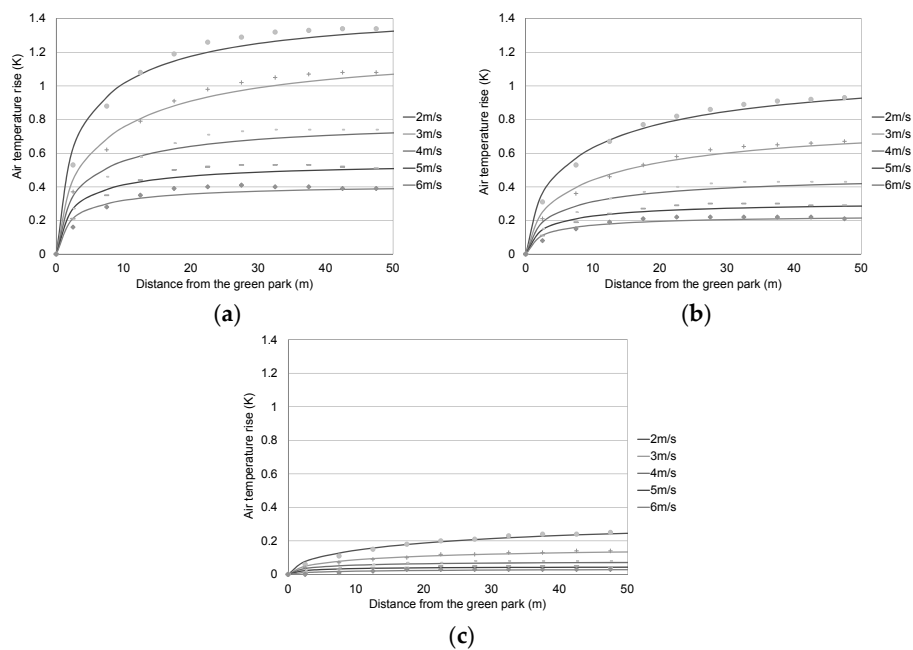 1.4
1.2
1
0.8
0.6
0.4
0.2
0
Air temperature rise (K)
0 10 20 30 40 50
Distance from the green park (m)
2m/s
3m/s
4m/s
5m/s
6m/s
(a)
1.4
1.2
1
0.8
0.6
0.4
0.2
0
Air temperature rise (K)
0 10 20 30 40 50
Distance from the green park (m)
2m/s
3m/s
4m/s
5m/s
6m/s
(b)
1.4
1.2
1
0.8
0.6
0.4
0.2
0
Air temperature rise (K)
0 10 20 30 40 50
Distance from the green park (m)
2m/s
3m/s
4m/s
5m/s
6m/s
(c)